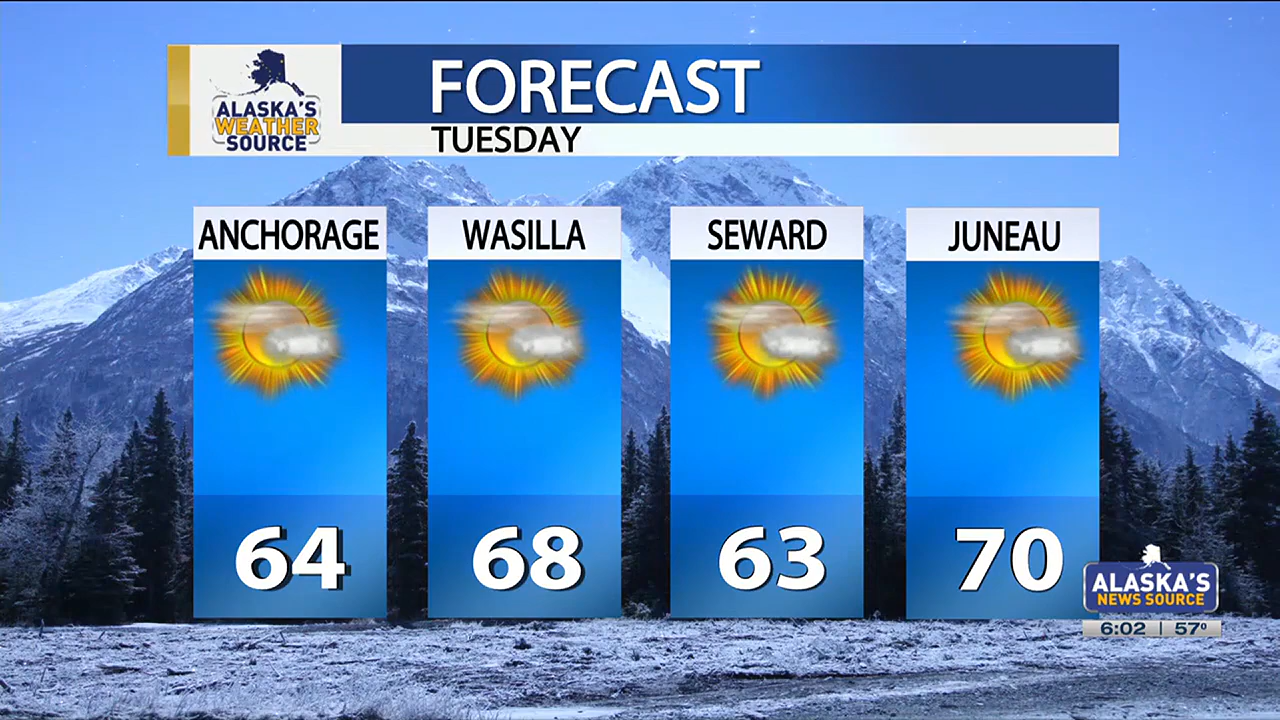 FORECAST
TUESDAY
ALASKA'S
WEATHER
SOURCE
ANCHORAGE
WASILLA
SEWARD
JUNEAU
64
68
63
70
ALASKA'S
NEWS SOURCE
6:02 | 57°